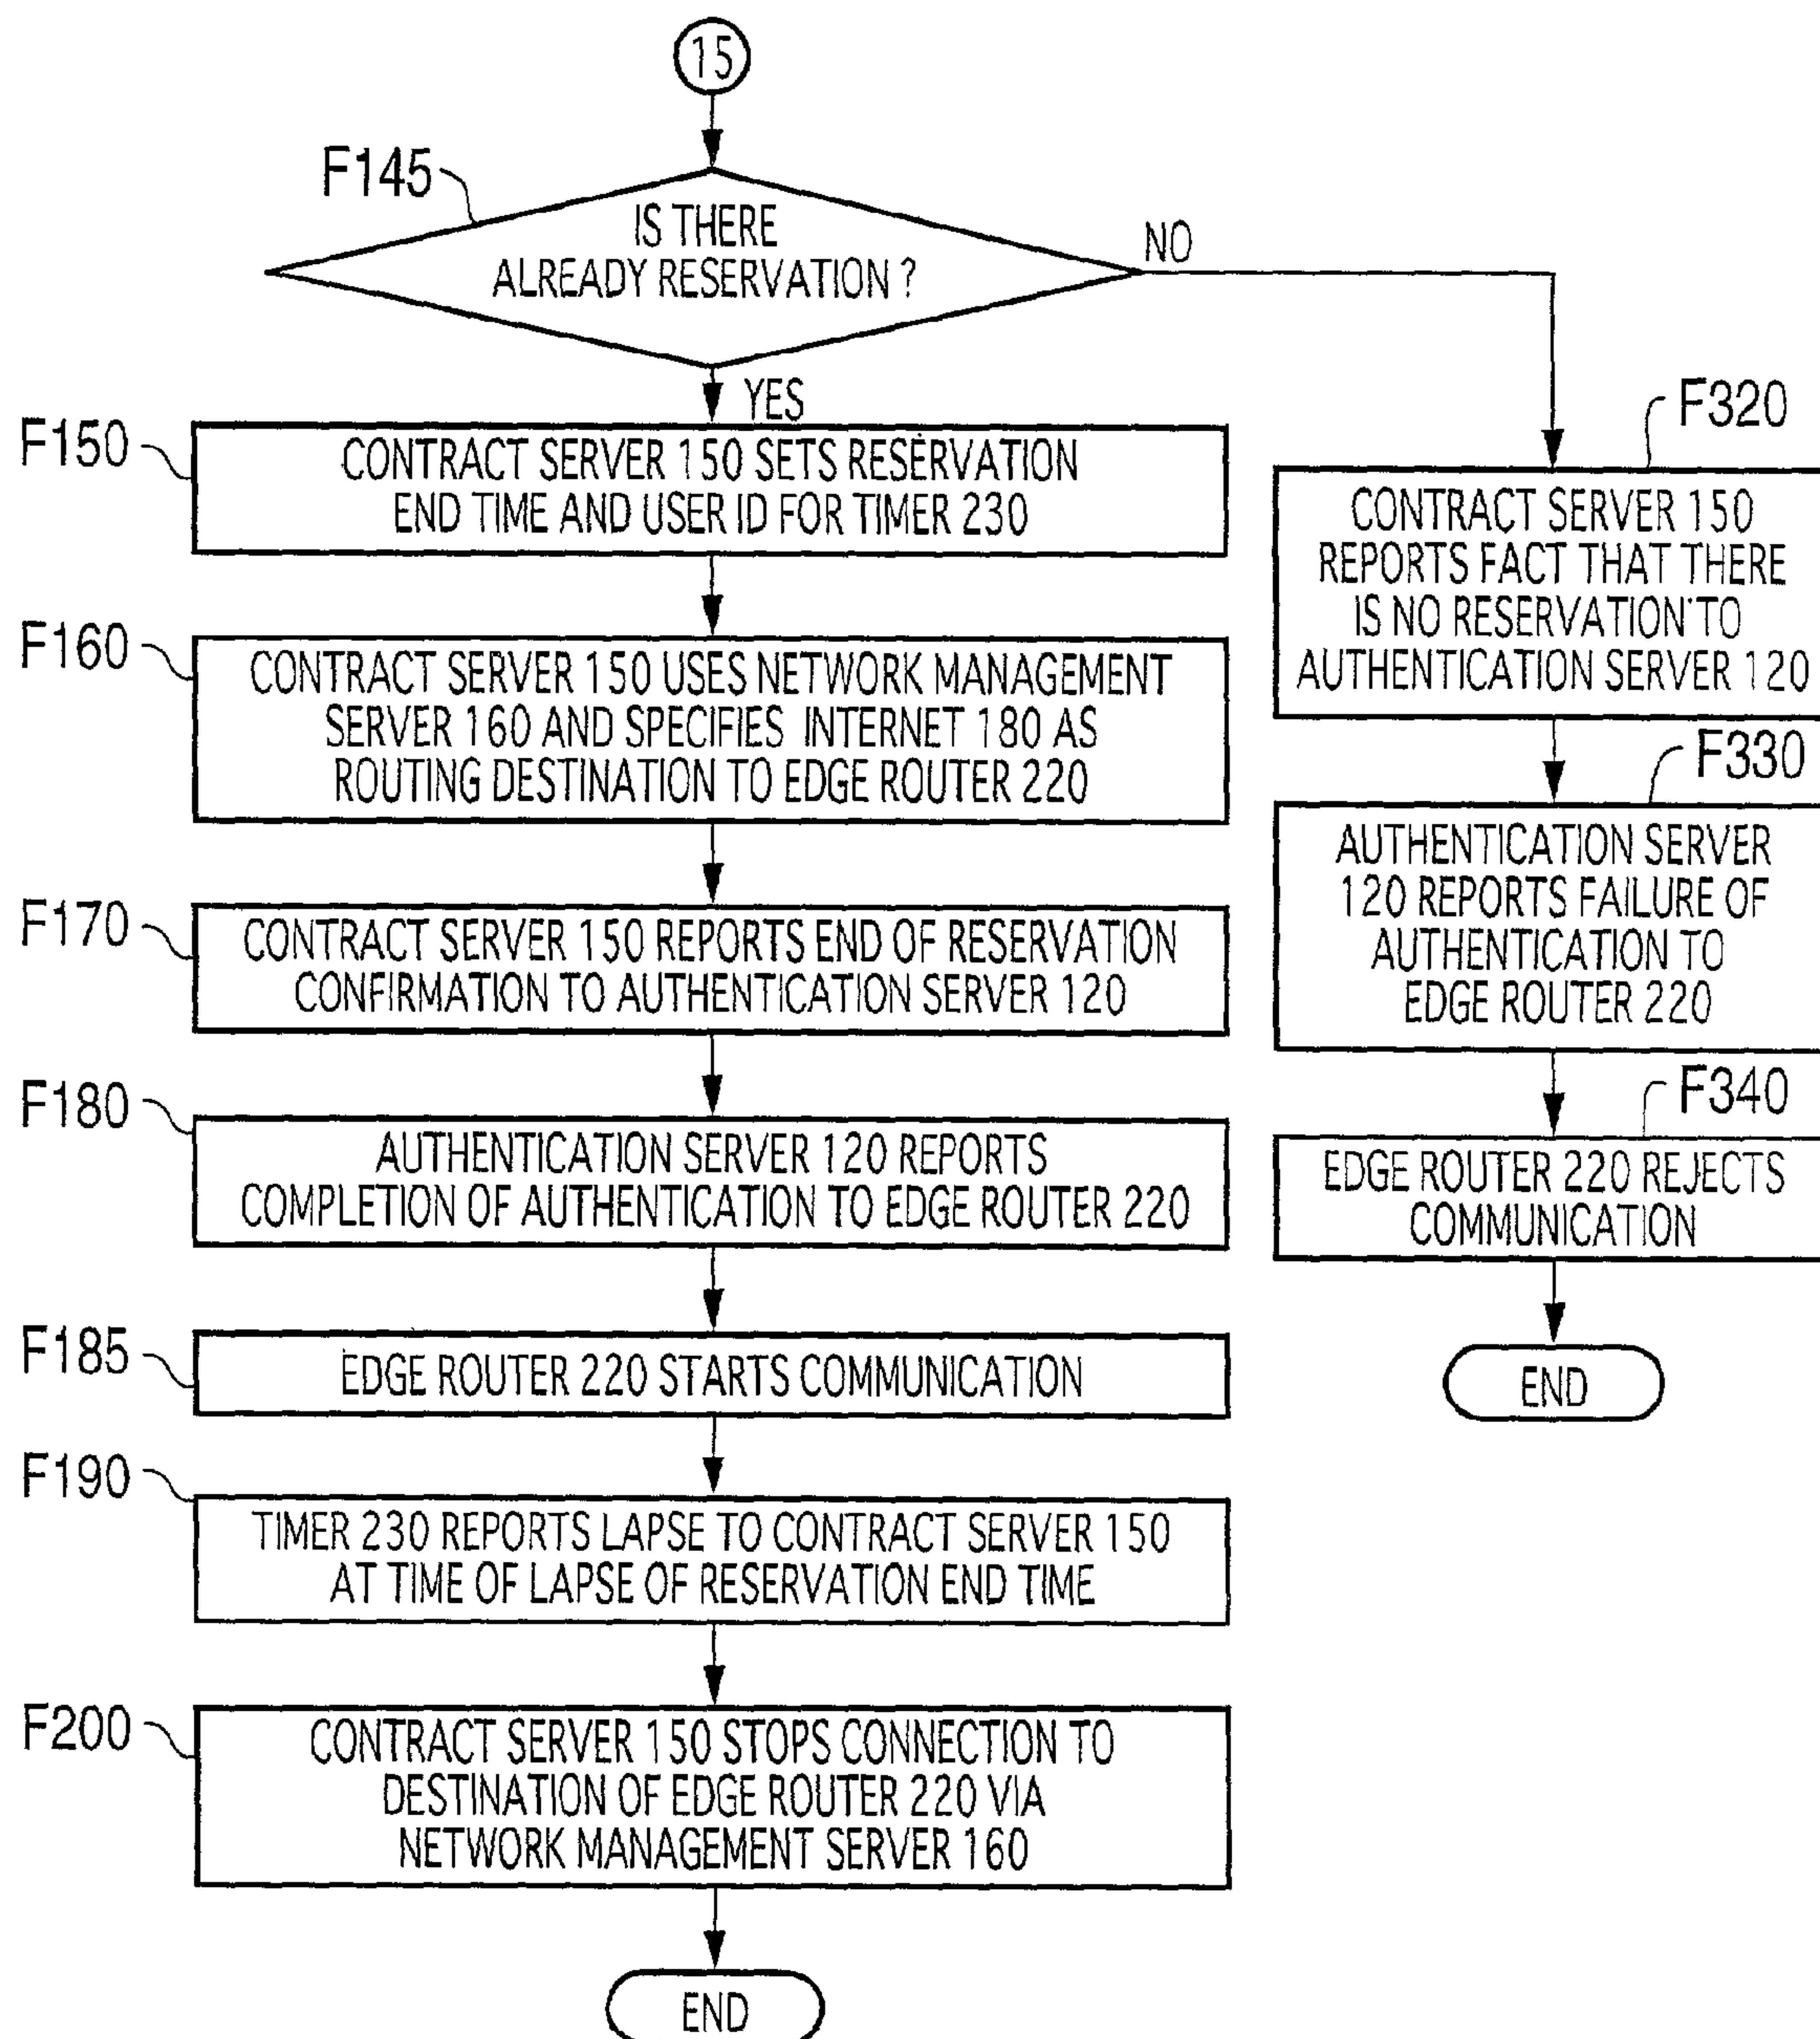 15
F145
IS THERE
ALREADY RESERVATION ?
NO
YES
F150
CONTRACT SERVER 150 SETS RESERVATION
END TIME AND USER ID FOR TIMER 230
F160
CONTRACT SERVER 150 USES NETWORK MANAGEMENT
SERVER 160 AND SPECIFIES INTERNET 180 AS
ROUTING DESTINATION TO EDGE ROUTER 220
F170
CONTRACT SERVER 150 REPORTS END OF RESERVATION
CONFIRMATION TO AUTHENTICATION SERVER 120
F180
AUTHENTICATION SERVER 120 REPORTS
COMPLETION OF AUTHENTICATION TO EDGE ROUTER 220
F185
EDGE ROUTER 220 STARTS COMMUNICATION
F190
TIMER 230 REPORTS LAPSE TO CONTRACT SERVER 150
AT TIME OF LAPSE OF RESERVATION END TIME
F200
CONTRACT SERVER 150 STOPS CONNECTION TO
DESTINATION OF EDGE ROUTER 220 VIA
NETWORK MANAGEMENT SERVER 160
END
F320
CONTRACT SERVER 150
REPORTS FACT THAT THERE
IS NO RESERVATION TO
AUTHENTICATION SERVER 120
F330
AUTHENTICATION SERVER
120 REPORTS FAILURE OF
AUTHENTICATION TO
EDGE ROUTER 220
F340
EDGE ROUTER 220 REJECTS
COMMUNICATION
END